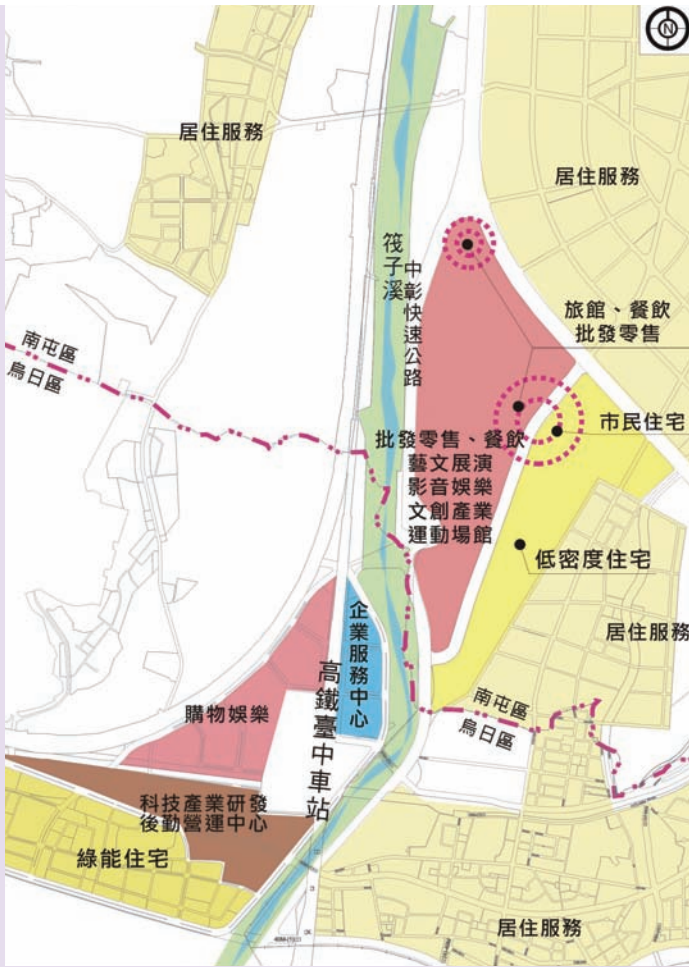 N
居住服務
居住服務
筏子溪
中彰快速公路
旅館、餐飲
批發零售
南屯區
烏日區
市民住宅
批發零售、餐飲
藝文展演
影音娛樂
文創產業
運動場館
低密度住宅
企業服務中心
居住服務
高鐵臺中車站
購物娛樂
南屯區
烏日區
科技產業研發
後勤營運中心
綠能住宅
居住服務